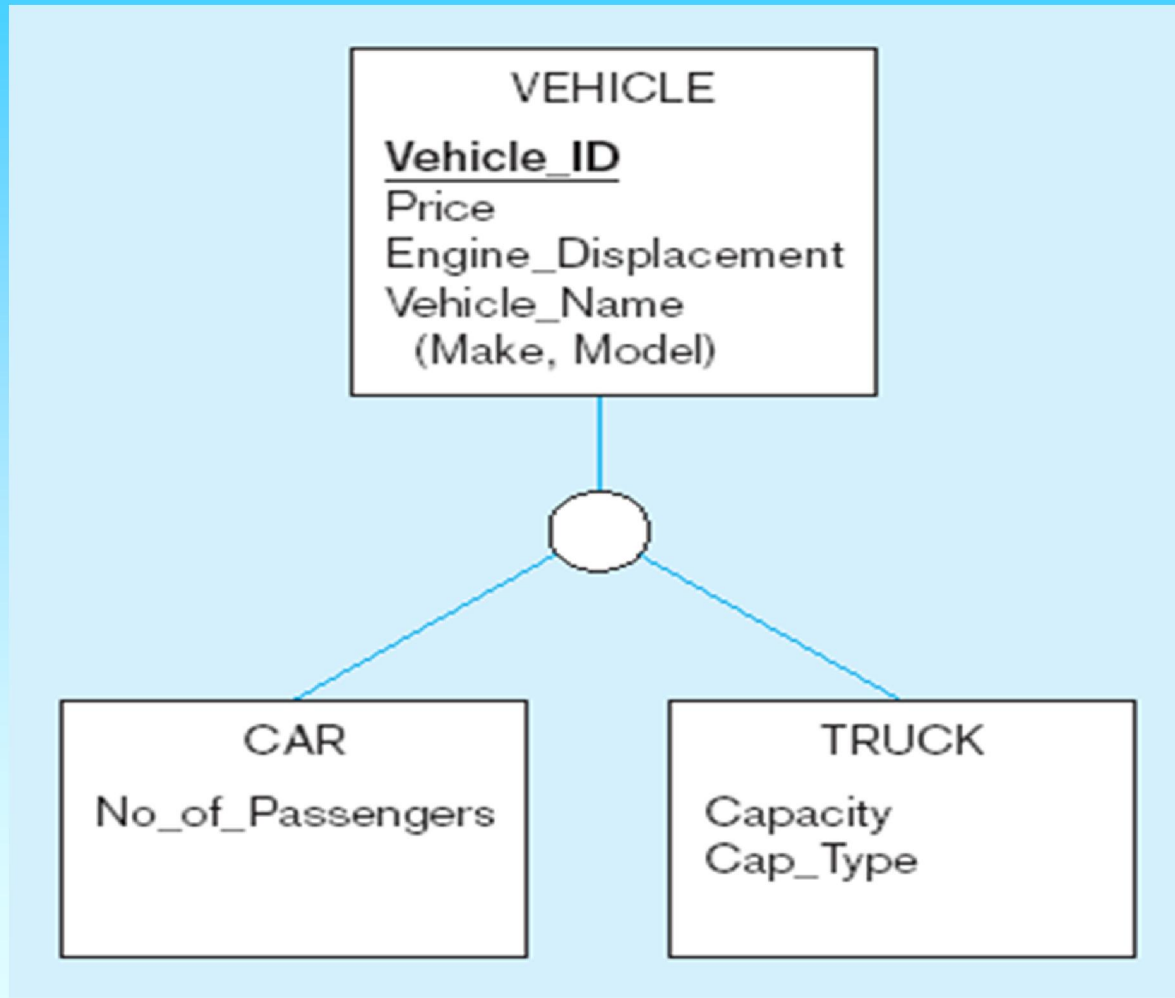 VEHICLE
Vehicle_ID
Price
Engine_Displacement
Vehicle_Name
(Make, Model)
CAR
No_of_Passengers
TRUCK
Capacity
Cap_Type